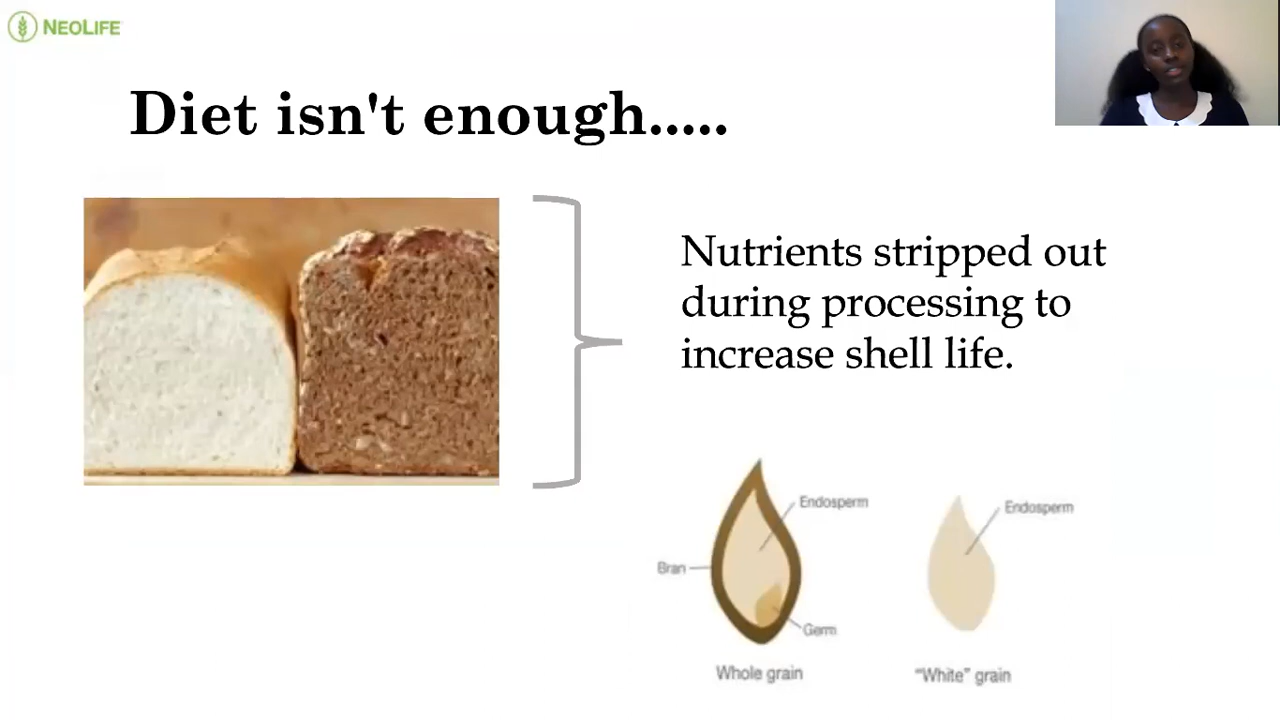 NEOLIFE
Diet isn't enough.....
Nutrients stripped out
during processing to
increase shell life.
Endosperm
Bran
Germ
Whole grain
Endosperm
"White" grain